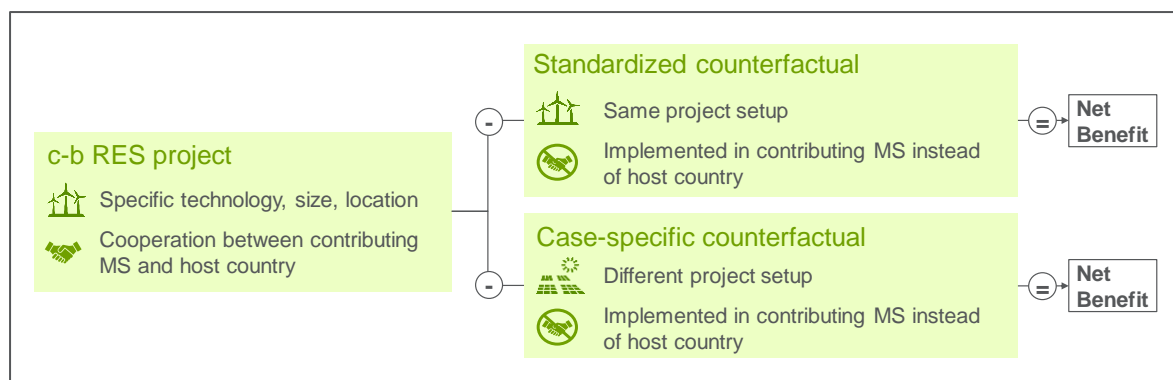 c-b RES project
Specific technology, size, location
Cooperation between contributing
MS and host country
-
Standardized counterfactual
Same project setup
Implemented in contributing MS instead
of host country
=
Net
Benefit
-
Case-specific counterfactual
Different project setup
Implemented in contributing MS instead
of host country
=
Net
Benefit